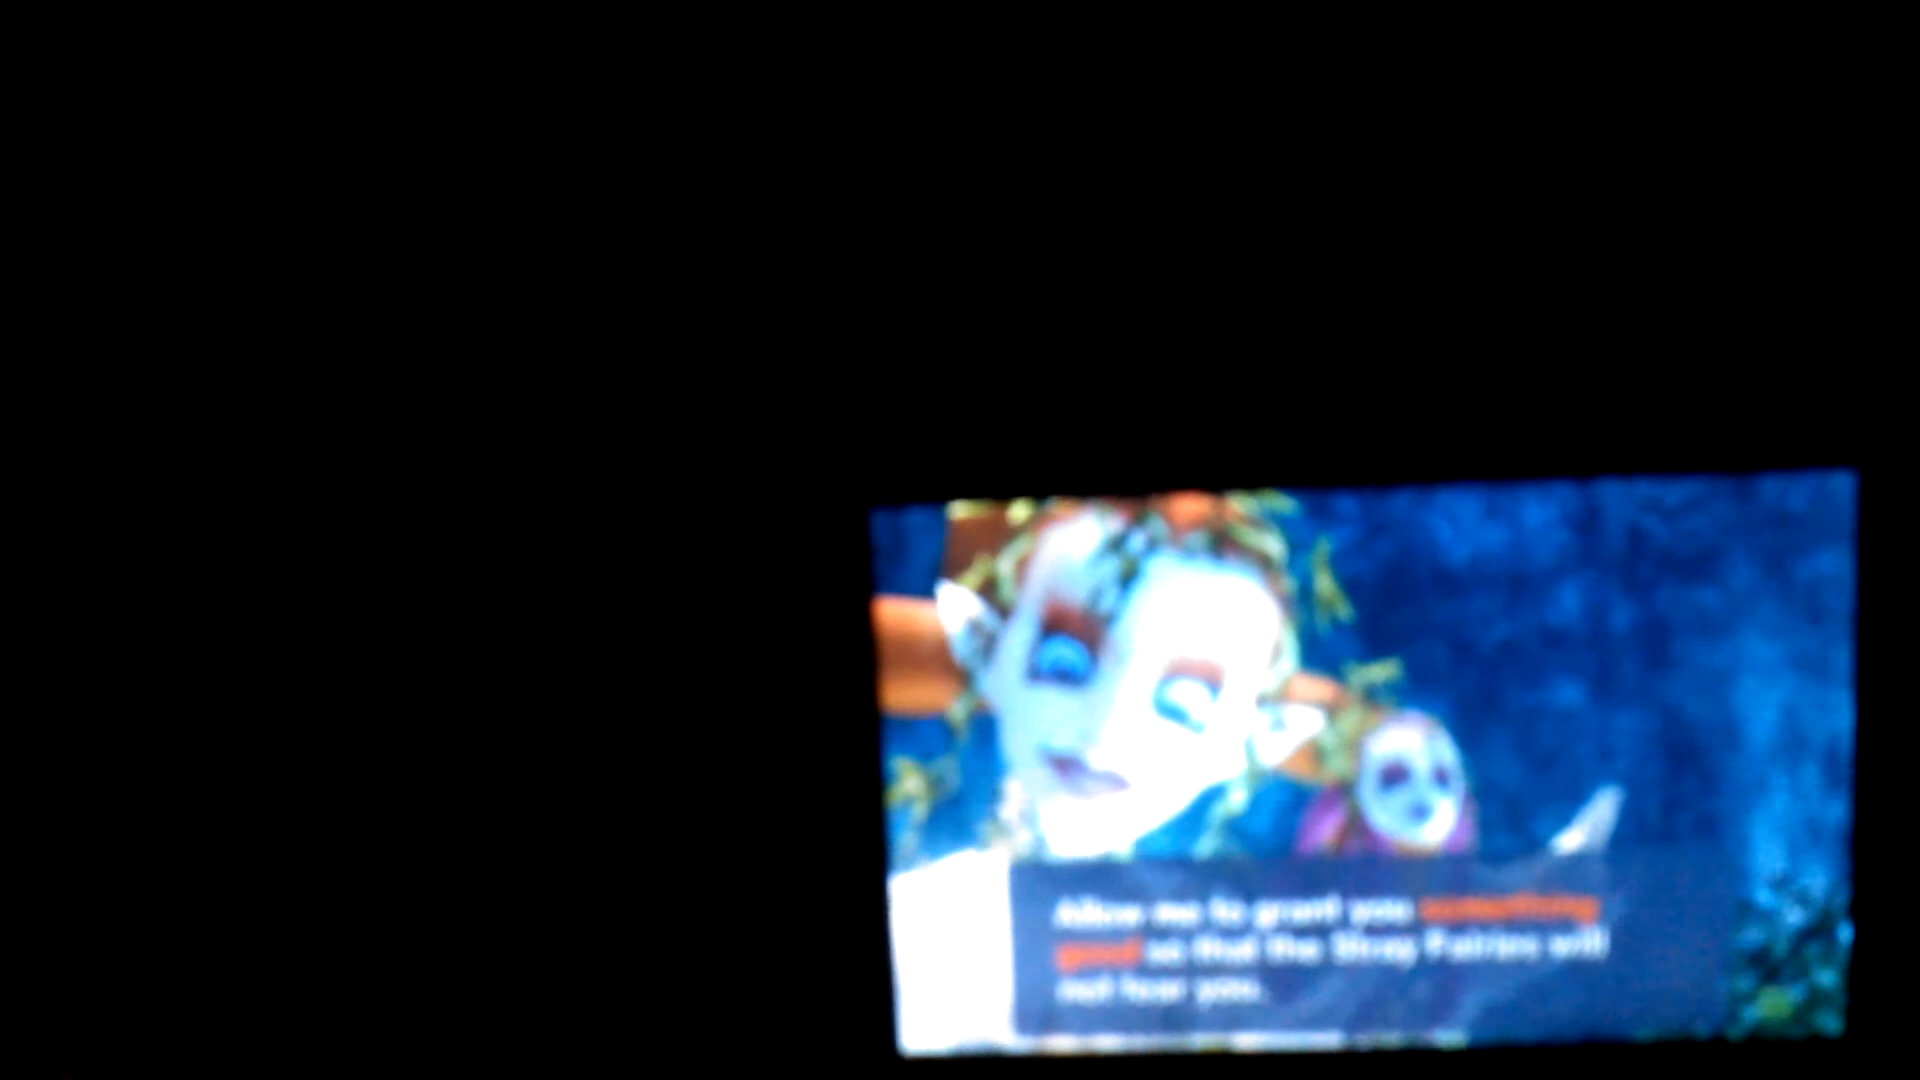 Allow me to grant you something
good so that the Stray Fairies will
not fear you.